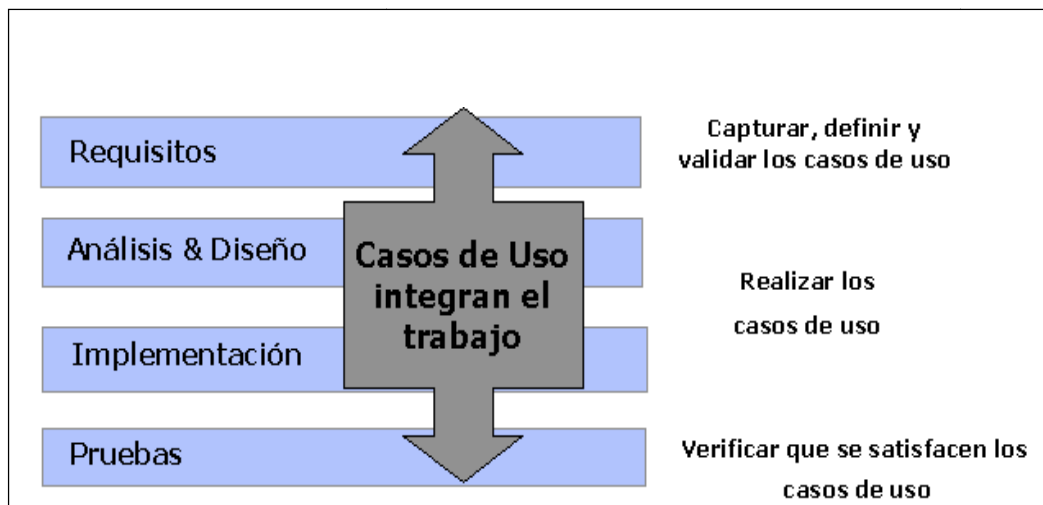 Requisitos
Capturar, definir y
validar los casos de uso
Análisis & Diseño
Casos de Uso
integran el
trabajo
Realizar los
casos de uso
Implementación
Pruebas
Verificar que se satisfacen los
casos de uso